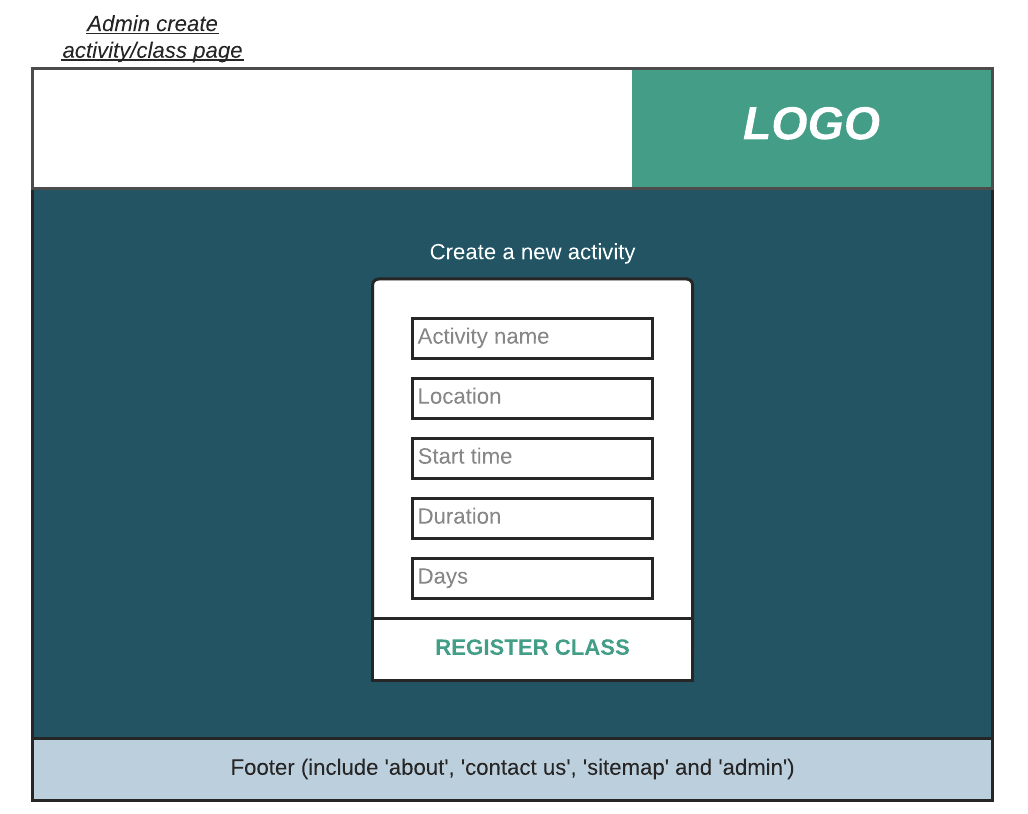 Admin create
activity/class page
LOGO
Create a new activity
Activity name
Location
Start time
Duration
Days
REGISTER CLASS
Footer (include 'about', 'contact us', 'sitemap' and 'admin')